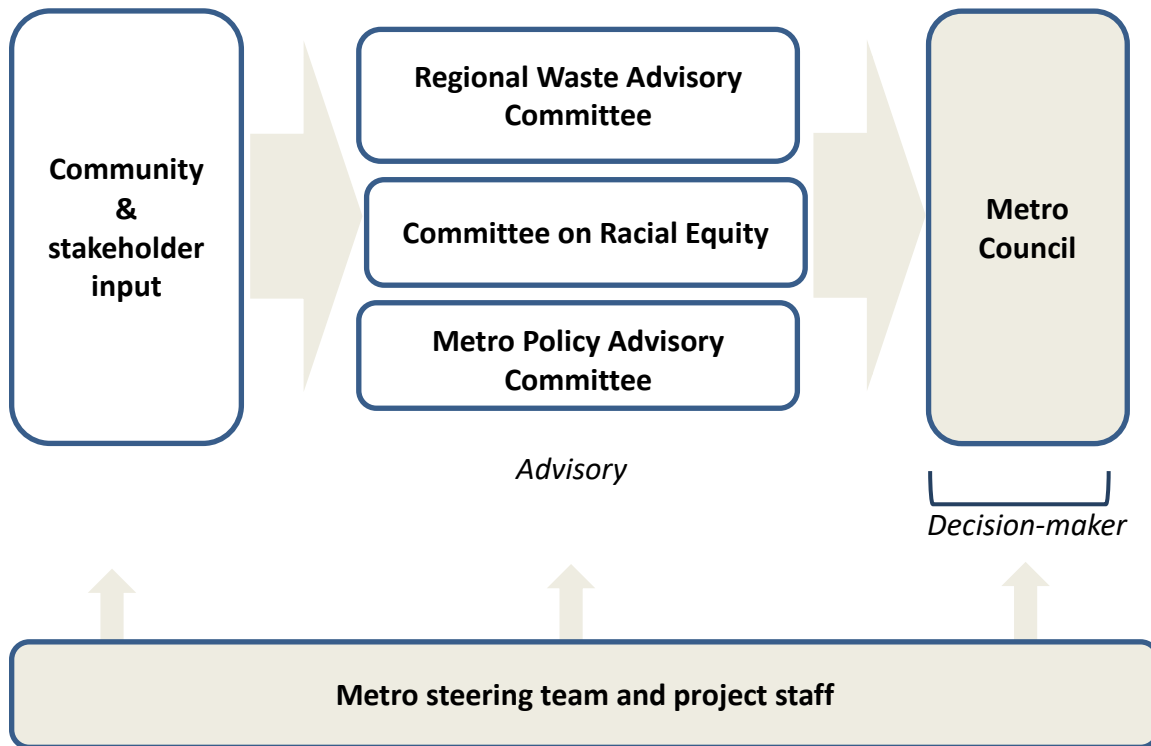 Community
&
stakeholder
input
Regional Waste Advisory
Committee
Committee on Racial Equity
Metro Policy Advisory
Committee
Metro
Council
Advisory
Decision-maker
Metro steering team and project staff